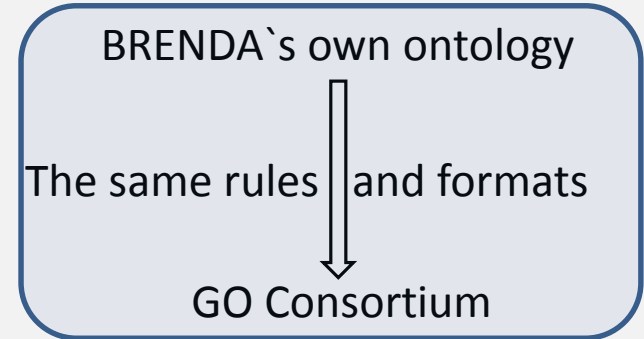 BRENDA`s own ontology
The same rules and formats
GO Consortium